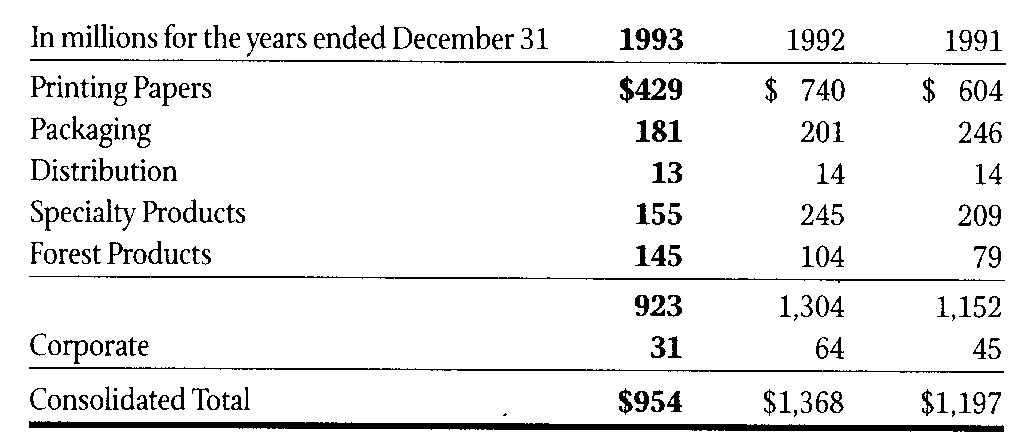 In millions for the years ended December 31 1993 1992 1991
Printing Papers $429 $ 740 $ 604
Packaging 181 201 246
Distribution 13 14 14
Specialty Products 155 245 209
Forest Products 145 104 79
923 1,304 1,152
Corporate 31 64 45
Consolidated Total $954 $1,368 $1,197